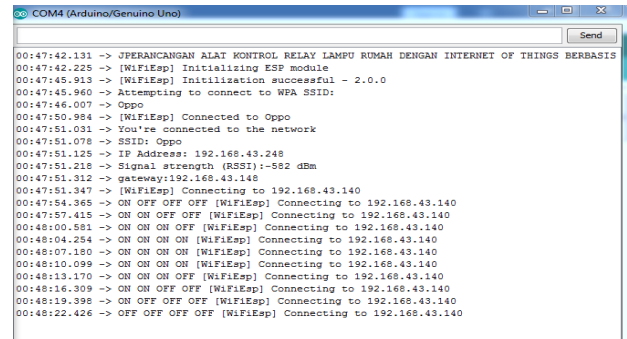 COM4 (Arduino/Genuino Uno)
Send
00:47:42.131 -> JPERANCANGAN ALAT KONTROL RELAY LAMPU RUMAH DENGAN INTERNET OF THINGS BERBASIS
00:47:42.225 -> [WiFiEsp] Initializing ESP module
00:47:45.913 -> [WiFiEsp] Initilization successful - 2.0.0
00:47:45.960 -> Attempting to connect to WPA SSID:
00:47:46.007 -> Oppo
00:47:50.984 -> [WiFiEsp] Connected to Oppo
00:47:51.031 -> You're connected to the network
00:47:51.078 -> SSID: Oppo
00:47:51.125 -> IP Address: 192.168.43.248
00:47:51.218 -> Signal strength (RSSI):-582 dBm
00:47:51.312 -> gateway:192.168.43.148
00:47:51.347 -> [WiFiEsp] Connecting to 192.168.43.140
00:47:54.365 -> ON OFF OFF OFF [WiFiEsp] Connecting to 192.168.43.140
00:47:57.415 -> ON ON OFF OFF [WiFiEsp] Connecting to 192.168.43.140
00:48:00.581 -> ON ON ON OFF [WiFiEsp] Connecting to 192.168.43.140
00:48:04.254 -> ON ON ON ON [WiFiEsp] Connecting to 192.168.43.140
00:48:07.180 -> ON ON ON ON [WiFiEsp] Connecting to 192.168.43.140
00:48:10.099 -> ON ON ON ON [WiFiEsp] Connecting to 192.168.43.140
00:48:13.170 -> ON ON ON OFF [WiFiEsp] Connecting to 192.168.43.140
00:48:16.309 -> ON ON OFF OFF [WiFiEsp] Connecting to 192.168.43.140
00:48:19.398 -> ON OFF OFF OFF [WiFiEsp] Connecting to 192.168.43.140
00:48:22.426 -> OFF OFF OFF OFF [WiFiEsp] Connecting to 192.168.43.140